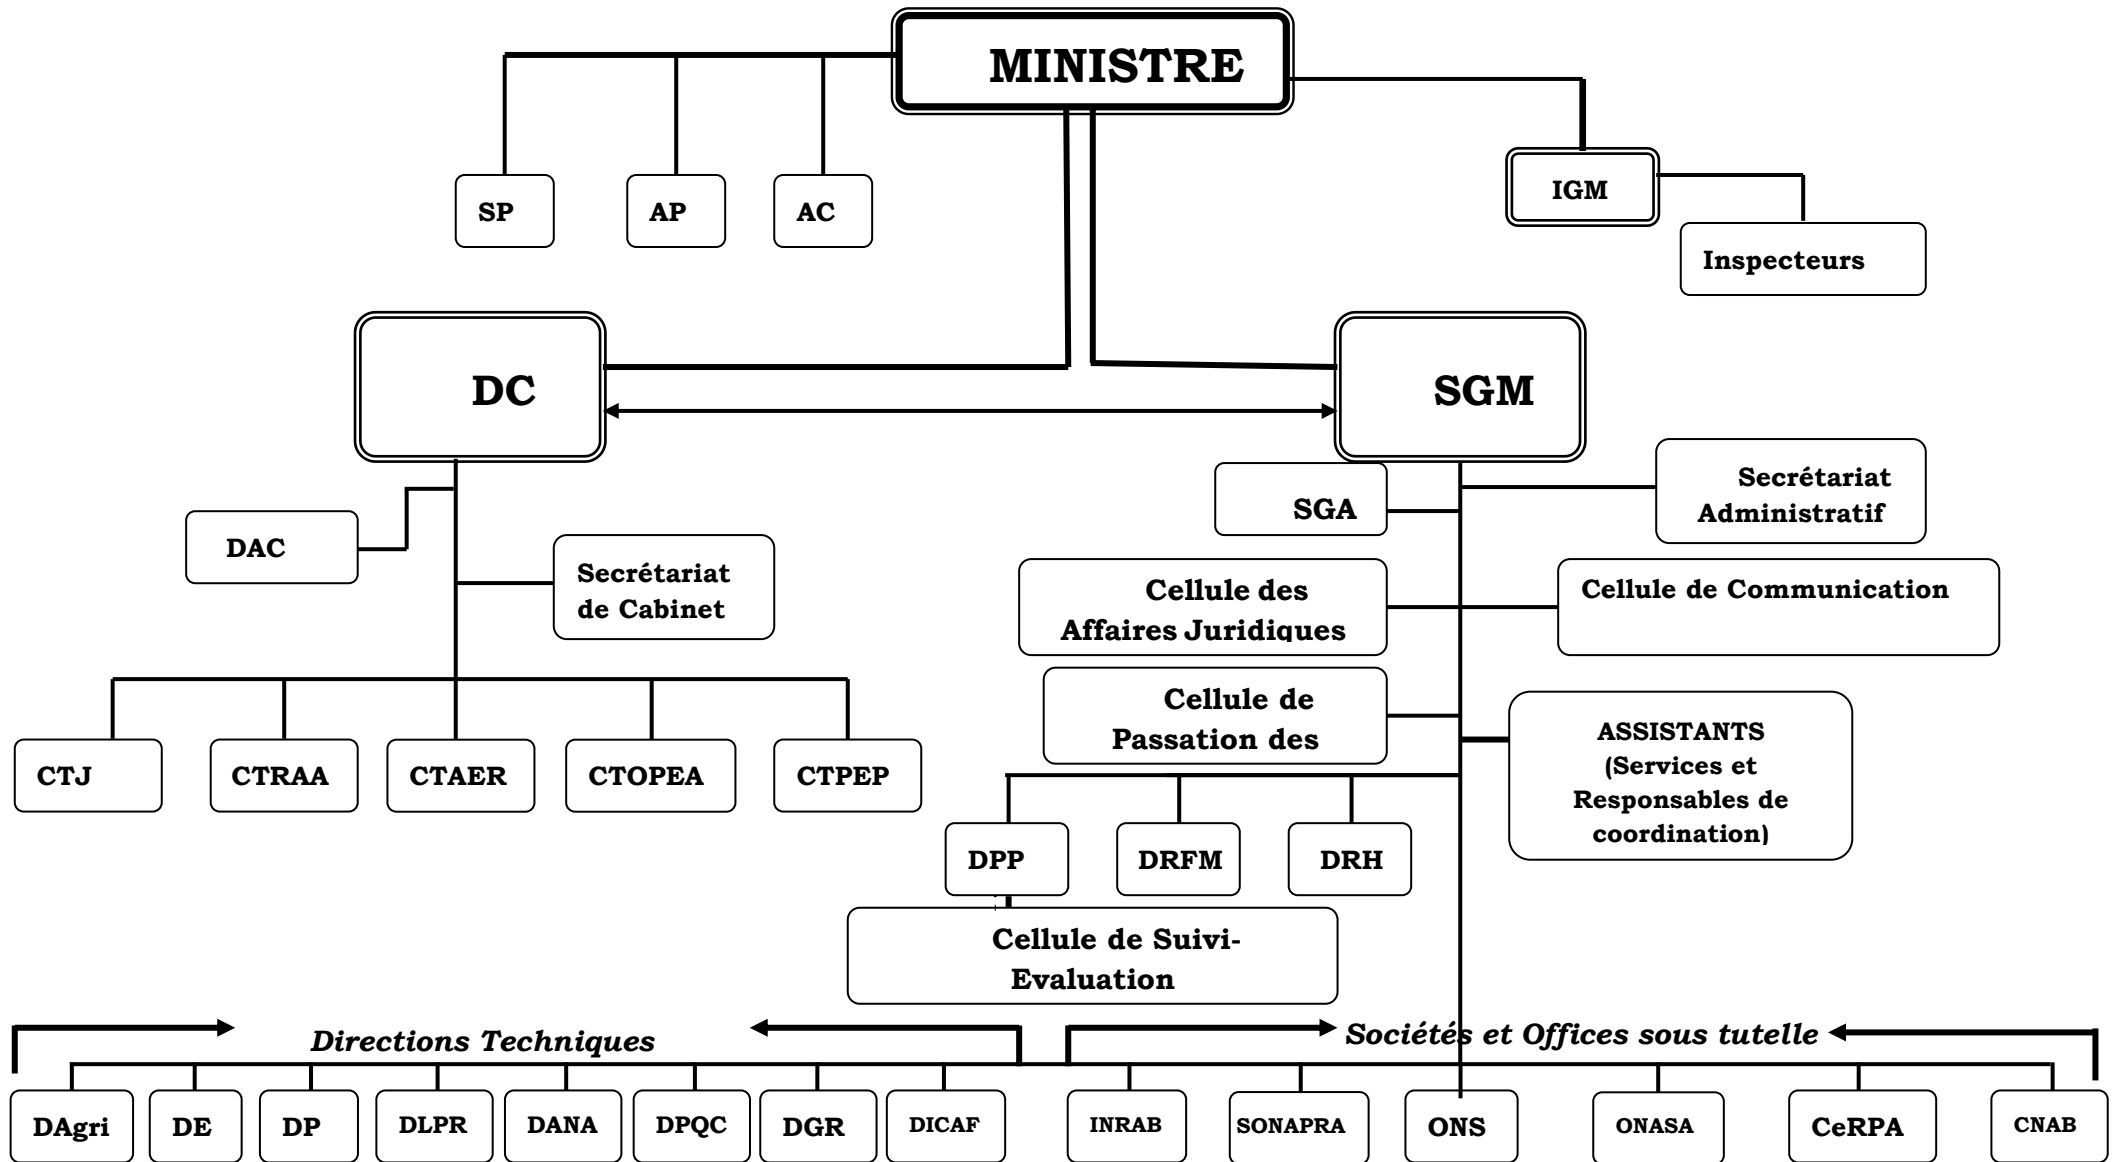 MINISTRE
SP
AP
AC
IGM
Inspecteurs
DC
SGM
DAC
Secrétariat
de Cabinet
SGA
Secrétariat
Administratif
Cellule des
Affaires Juridiques
Cellule de Communication
Cellule de
Passation des
ASSISTANTS
(Services et
Responsables de
coordination)
CTJ
CTRAA
CTAER
CTOPEA
CTPEP
DPP
DRFM
DRH
Cellule de Suivi-
Evaluation
Directions Techniques
Sociétés et Offices sous tutelle
DAgri
DE
DP
DLPR
DANA
DPQC
DGR
DICAF
INRAB
SONAPRA
ONS
ONASA
CeRPA
CNAB